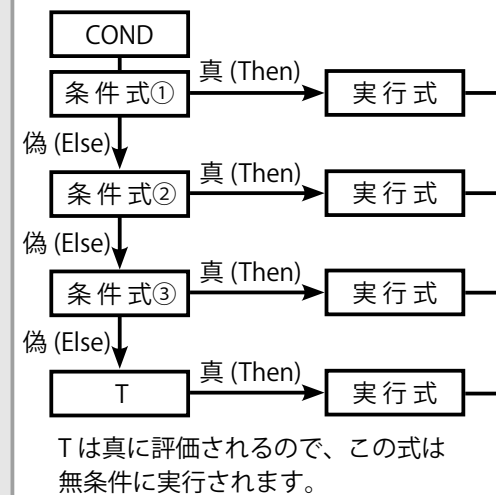 COND
条件式① 真 (Then) 実行式
偽 (Else)
条件式② 真 (Then) 実行式
偽 (Else)
条件式③ 真 (Then) 実行式
偽 (Else)
T 真 (Then) 実行式
T は真に評価されるので、この式は
無条件に実行されます。